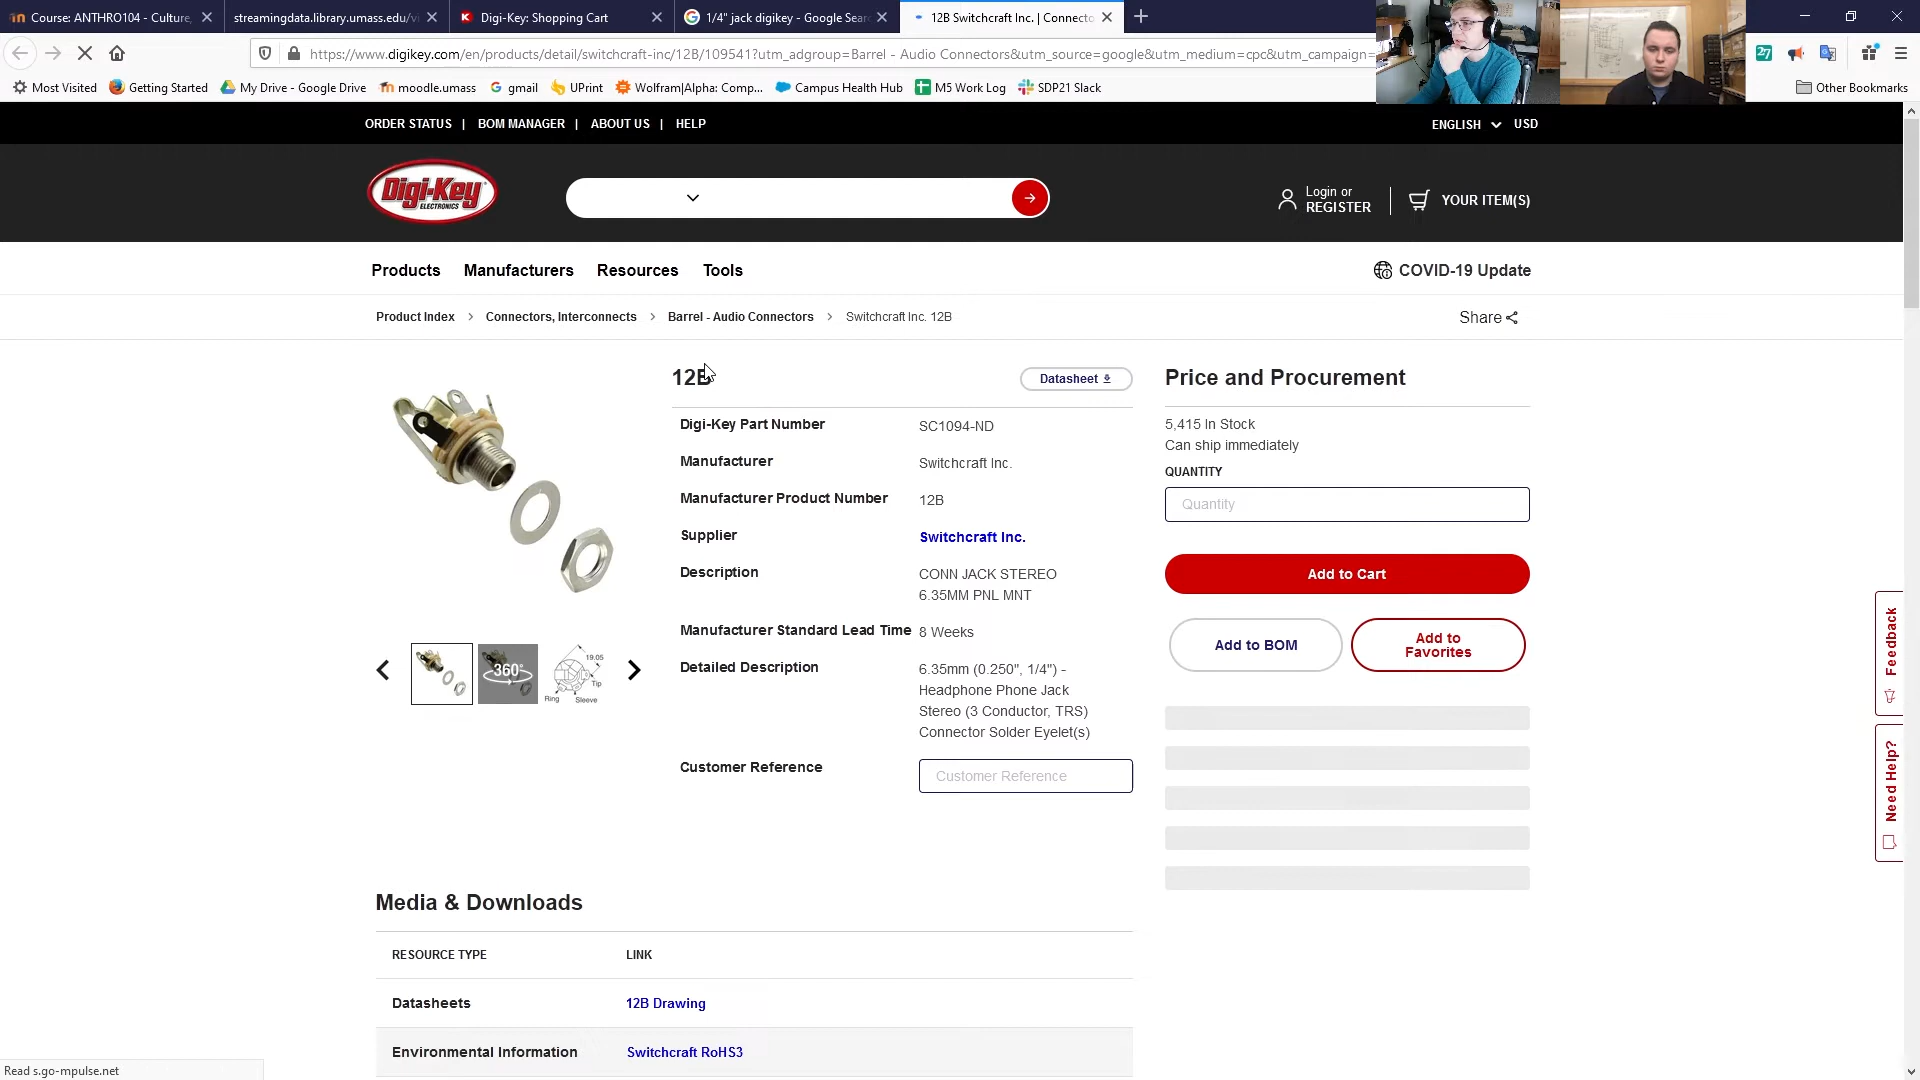 Course: ANTHRO104 - Culture,
streamingdata.library.umass.edu/vi
Digi-Key: Shopping Cart
1/4" jack digikey - Google Sear
12B Switchcraft Inc. | Connecto
https://www.digikey.com/en/products/detail/switchcraft-inc/12B/109541?utm_adgroup=Barrel - Audio Connectors&utm_source=google&utm_medium=cpc&utm_campaign=
27
Most Visited
Getting Started
My Drive - Google Drive
moodle.umass
gmail
UPrint
Wolfram|Alpha: Comp...
Campus Health Hub
M5 Work Log
SDP21 Slack
Other Bookmarks
ORDER STATUS | BOM MANAGER | ABOUT US | HELP
ENGLISH USD
Digi-Key
ELECTRONICS
Login or
REGISTER
YOUR ITEM(S)
Products Manufacturers Resources Tools
COVID-19 Update
Product Index > Connectors, Interconnects > Barrel - Audio Connectors > Switchcraft Inc. 12B
Share
12B
Datasheet
Digi-Key Part Number SC1094-ND
Manufacturer Switchcraft Inc.
Manufacturer Product Number 12B
Supplier Switchcraft Inc.
Description CONN JACK STEREO
6.35MM PNL MNT
Manufacturer Standard Lead Time 8 Weeks
Detailed Description 6.35mm (0.250", 1/4") -
Headphone Phone Jack
Stereo (3 Conductor, TRS)
Connector Solder Eyelet(s)
Customer Reference Customer Reference
360°
19.05
Tip
Ring Sleeve
Price and Procurement
5,415 In Stock
Can ship immediately
QUANTITY
Quantity
Add to Cart
Add to BOM
Add to
Favorites
Feedback
Need Help?
Media & Downloads
RESOURCE TYPE LINK
Datasheets 12B Drawing
Environmental Information Switchcraft RoHS3
Read s.go-mpulse.net